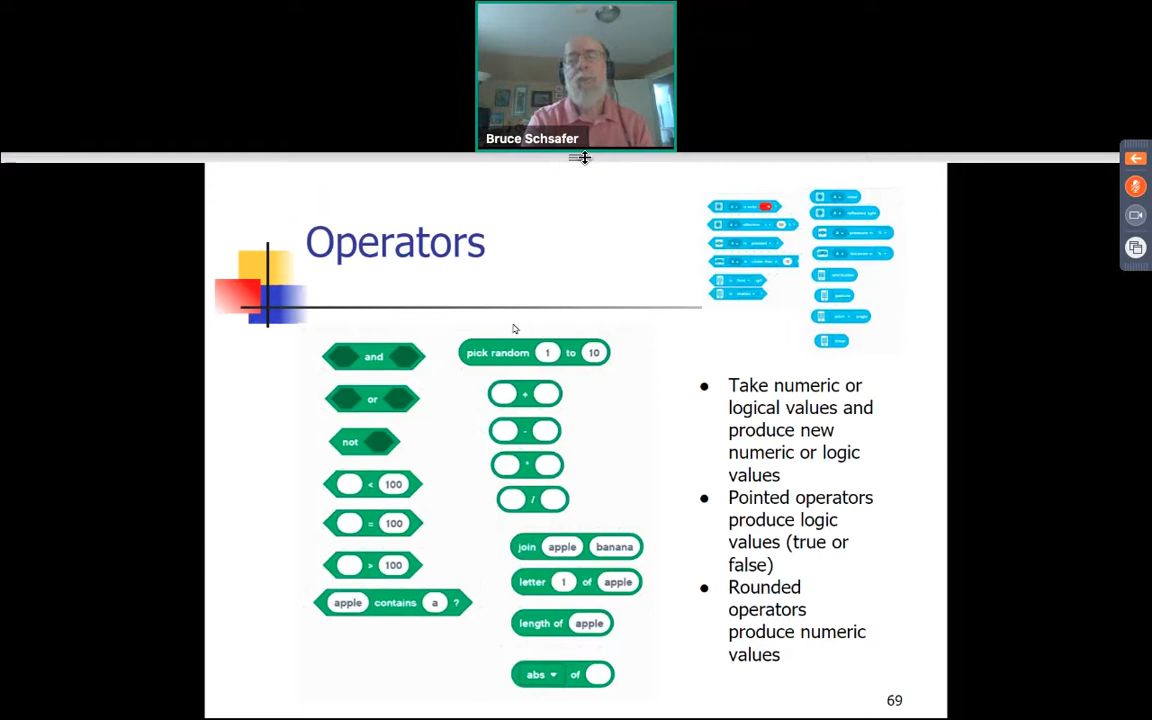 Bruce Schsafer
Operators
and
or
not
< 100
= 100
> 100
apple contains a ?
pick random 1 to 10
+
-
*
/
join apple banana
letter 1 of apple
length of apple
abs of
● Take numeric or
logical values and
produce new
numeric or logic
values
● Pointed operators
produce logic
values (true or
false)
● Rounded
operators
produce numeric
values
69